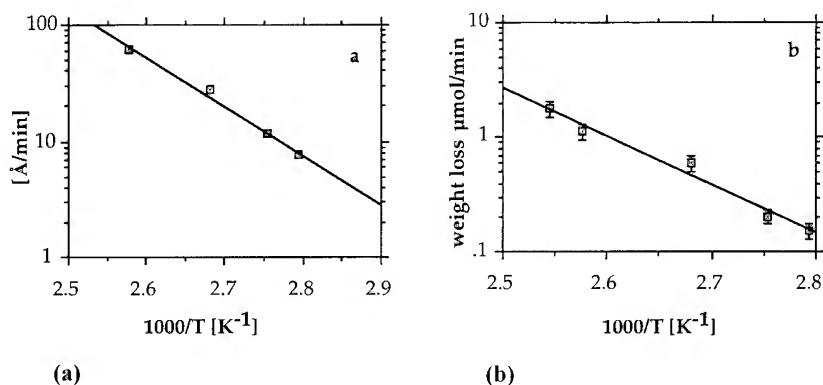 100
10
1
[Å/min]
a
2.5 2.6 2.7 2.8 2.9
1000/T [K-1]
(a)
10
1
.1
weight loss µmol/min
b
2.5 2.6 2.7 2.8
1000/T [K-1]
(b)